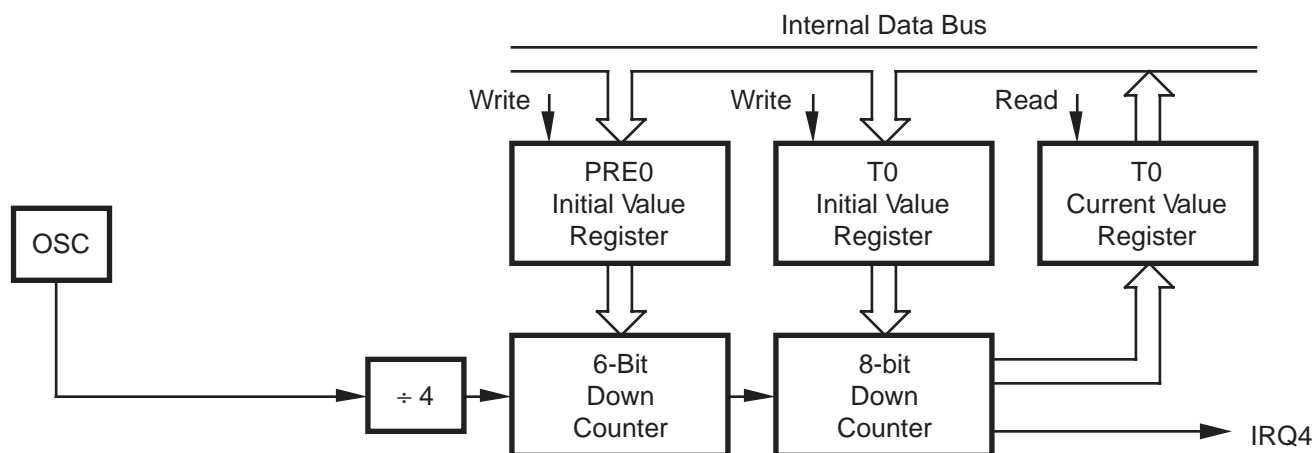 Internal Data Bus
Write
Write
Read
PRE0
Initial Value
Register
T0
Initial Value
Register
T0
Current Value
Register
OSC
÷ 4
6-Bit
Down
Counter
8-bit
Down
Counter
IRQ4